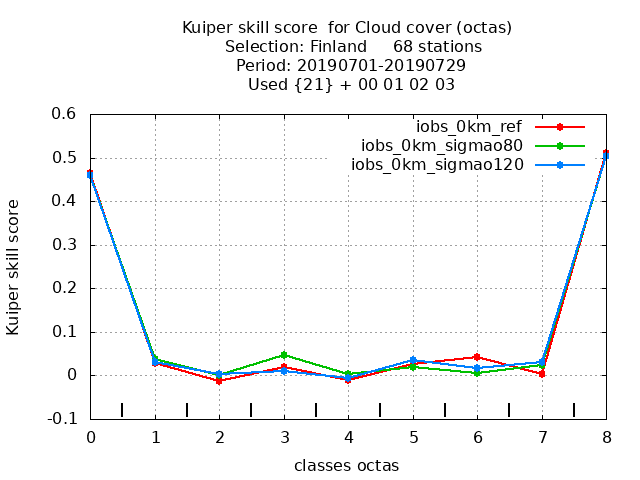 Kuiper skill score  for Cloud cover (octas)
Selection: Finland     68 stations
Period: 20190701-20190729
Used {21} + 00 01 02 03
iobs_0km_ref
iobs_0km_sigmao80
iobs_0km_sigmao120
Kuiper skill score
0.6
0.5
0.4
0.3
0.2
0.1
0
-0.1
0 1 2 3 4 5 6 7 8
classes octas